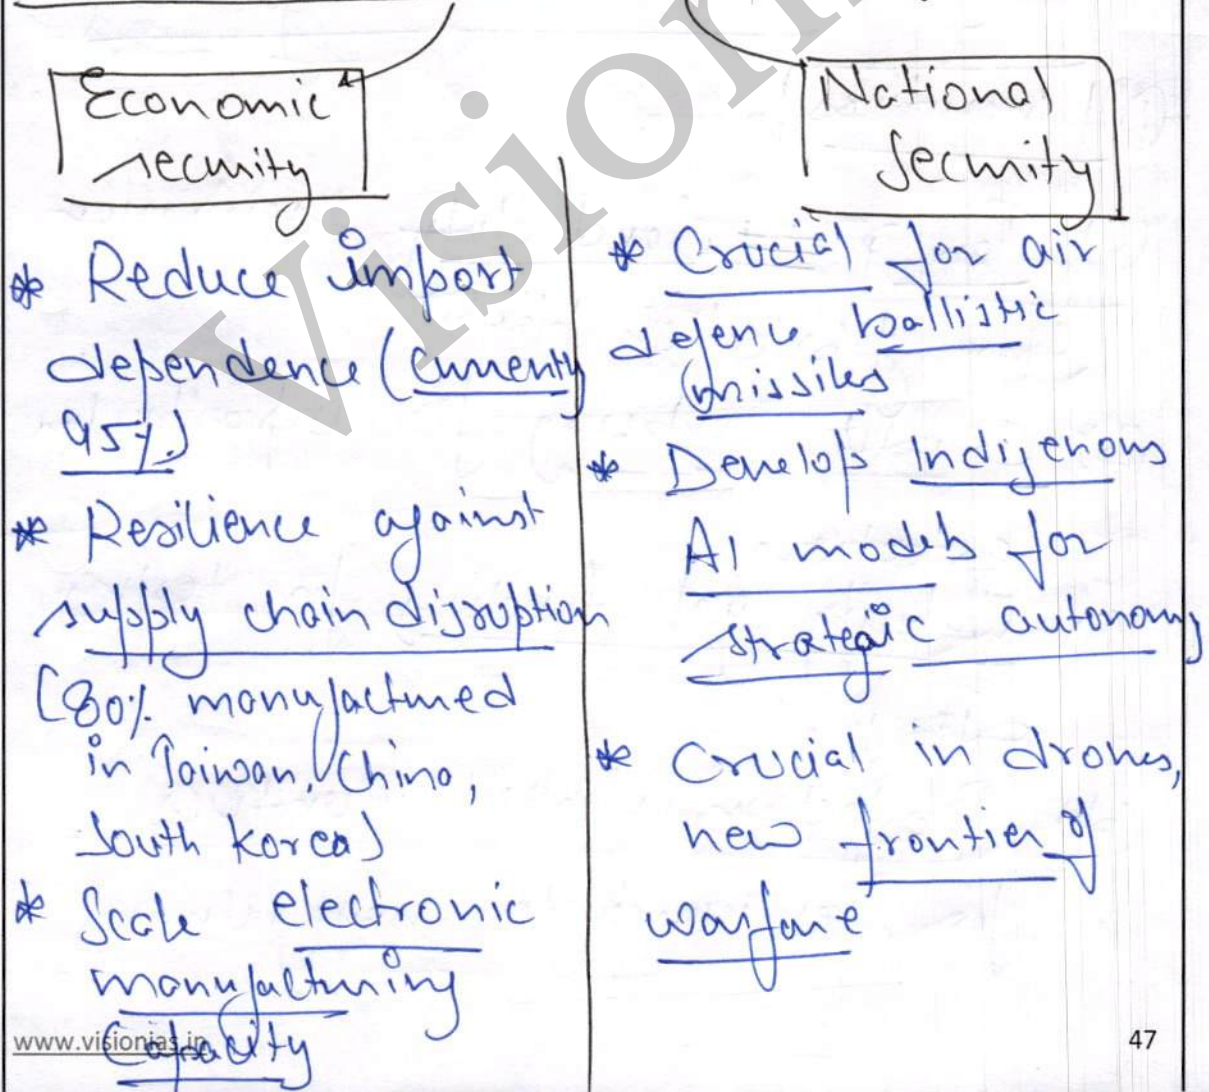 Economic
security
* Reduce import
dependence (currently
95%)
* Resilience against
supply chain disruption
(80% manufactured
in Taiwan, China,
South Korea)
* Scale electronic
manufacturing
Capacity
National
Security
* Crucial for air
defence ballistic
missiles
* Develop Indigenous
AI models for
strategic autonomy
* Crucial in drones,
new frontier of
warfare
www.visionias.in
47
Vision